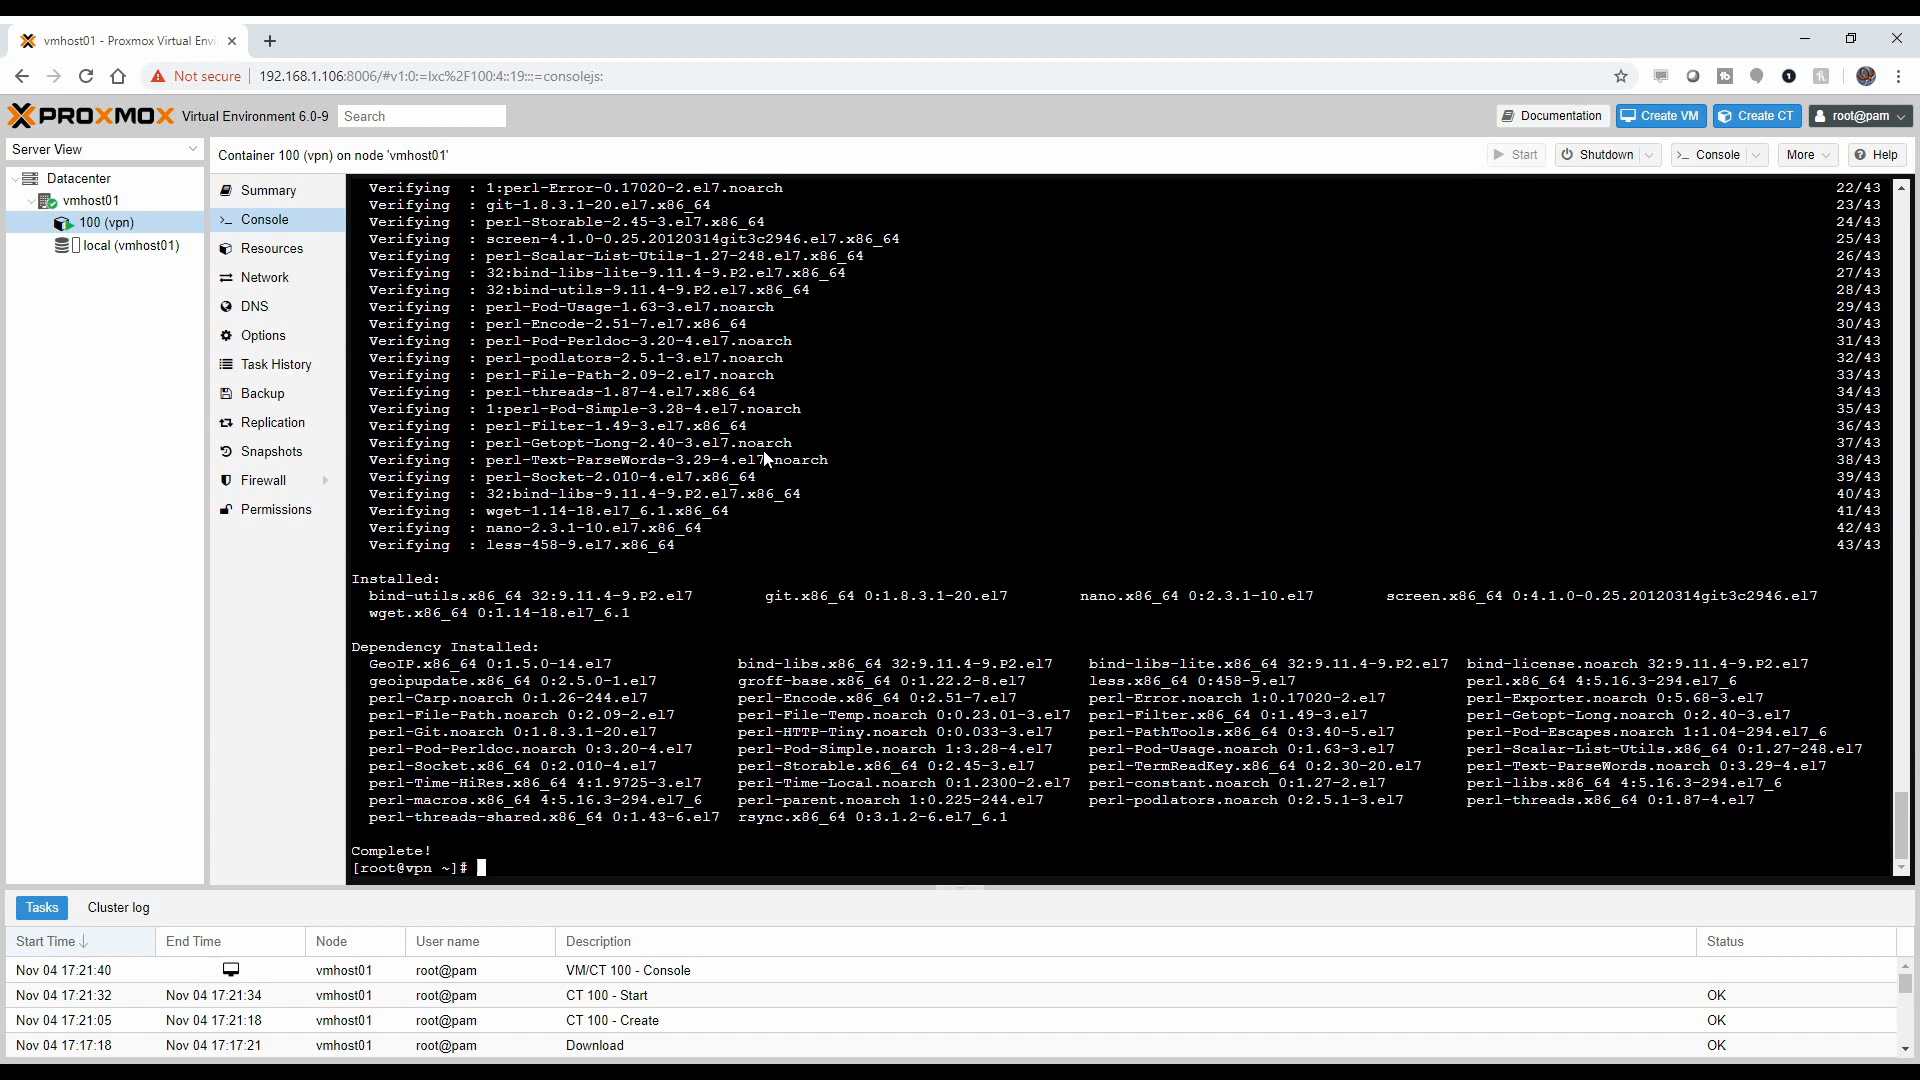 vmhost01 - Proxmox Virtual Envi
Not secure
192.168.1.106:8006/#v1:0:=lxc%2F100:4::19:::=consolejs:
PROXMOX Virtual Environment 6.0-9
Search
Documentation
Create VM
Create CT
root@pam
Server View
Container 100 (vpn) on node 'vmhost01'
Start
Shutdown
>_ Console
More
Help
Datacenter
vmhost01
100 (vpn)
local (vmhost01)
Summary
>_ Console
Resources
Network
DNS
Options
Task History
Backup
Replication
Snapshots
Firewall
Permissions
Verifying : 1:perl-Error-0.17020-2.el7.noarch 22/43
Verifying : git-1.8.3.1-20.el7.x86_64 23/43
Verifying : perl-Storable-2.45-3.el7.x86_64 24/43
Verifying : screen-4.1.0-0.25.20120314git3c2946.el7.x86_64 25/43
Verifying : perl-Scalar-List-Utils-1.27-248.el7.x86_64 26/43
Verifying : 32:bind-libs-lite-9.11.4-9.P2.el7.x86_64 27/43
Verifying : 32:bind-utils-9.11.4-9.P2.el7.x86_64 28/43
Verifying : perl-Pod-Usage-1.63-3.el7.noarch 29/43
Verifying : perl-Encode-2.51-7.el7.x86_64 30/43
Verifying : perl-Pod-Perldoc-3.20-4.el7.noarch 31/43
Verifying : perl-podlators-2.5.1-3.el7.noarch 32/43
Verifying : perl-File-Path-2.09-2.el7.noarch 33/43
Verifying : perl-threads-1.87-4.el7.x86_64 34/43
Verifying : 1:perl-Pod-Simple-3.28-4.el7.noarch 35/43
Verifying : perl-Filter-1.49-3.el7.x86_64 36/43
Verifying : perl-Getopt-Long-2.40-3.el7.noarch 37/43
Verifying : perl-Text-ParseWords-3.29-4.el7.noarch 38/43
Verifying : perl-Socket-2.010-4.el7.x86_64 39/43
Verifying : 32:bind-libs-9.11.4-9.P2.el7.x86_64 40/43
Verifying : wget-1.14-18.el7_6.1.x86_64 41/43
Verifying : nano-2.3.1-10.el7.x86_64 42/43
Verifying : less-458-9.el7.x86_64 43/43
Installed:
bind-utils.x86_64 32:9.11.4-9.P2.el7 git.x86_64 0:1.8.3.1-20.el7 nano.x86_64 0:2.3.1-10.el7 screen.x86_64 0:4.1.0-0.25.20120314git3c2946.el7
wget.x86_64 0:1.14-18.el7_6.1
Dependency Installed:
GeoIP.x86_64 0:1.5.0-14.el7 bind-libs.x86_64 32:9.11.4-9.P2.el7 bind-libs-lite.x86_64 32:9.11.4-9.P2.el7 bind-license.noarch 32:9.11.4-9.P2.el7
geoipupdate.x86_64 0:2.5.0-1.el7 groff-base.x86_64 0:1.22.2-8.el7 less.x86_64 0:458-9.el7 perl.x86_64 4:5.16.3-294.el7_6
perl-Carp.noarch 0:1.26-244.el7 perl-Encode.x86_64 0:2.51-7.el7 perl-Error.noarch 1:0.17020-2.el7 perl-Exporter.noarch 0:5.68-3.el7
perl-File-Path.noarch 0:2.09-2.el7 perl-File-Temp.noarch 0:0.23.01-3.el7 perl-Filter.x86_64 0:1.49-3.el7 perl-Getopt-Long.noarch 0:2.40-3.el7
perl-Git.noarch 0:1.8.3.1-20.el7 perl-HTTP-Tiny.noarch 0:0.033-3.el7 perl-PathTools.x86_64 0:3.40-5.el7 perl-Pod-Escapes.noarch 1:1.04-294.el7_6
perl-Pod-Perldoc.noarch 0:3.20-4.el7 perl-Pod-Simple.noarch 1:3.28-4.el7 perl-Pod-Usage.noarch 0:1.63-3.el7 perl-Scalar-List-Utils.x86_64 0:1.27-248.el7
perl-Socket.x86_64 0:2.010-4.el7 perl-Storable.x86_64 0:2.45-3.el7 perl-TermReadKey.x86_64 0:2.30-20.el7 perl-Text-ParseWords.noarch 0:3.29-4.el7
perl-Time-HiRes.x86_64 4:1.9725-3.el7 perl-Time-Local.noarch 0:1.2300-2.el7 perl-constant.noarch 0:1.27-2.el7 perl-libs.x86_64 4:5.16.3-294.el7_6
perl-macros.x86_64 4:5.16.3-294.el7_6 perl-parent.noarch 1:0.225-244.el7 perl-podlators.noarch 0:2.5.1-3.el7 perl-threads.x86_64 0:1.87-4.el7
perl-threads-shared.x86_64 0:1.43-6.el7 rsync.x86_64 0:3.1.2-6.el7_6.1
Complete!
[root@vpn ~]#
Tasks
Cluster log
Start Time End Time Node User name Description Status
Nov 04 17:21:40 vmhost01 root@pam VM/CT 100 - Console
Nov 04 17:21:32 Nov 04 17:21:34 vmhost01 root@pam CT 100 - Start OK
Nov 04 17:21:05 Nov 04 17:21:18 vmhost01 root@pam CT 100 - Create OK
Nov 04 17:17:18 Nov 04 17:17:21 vmhost01 root@pam Download OK